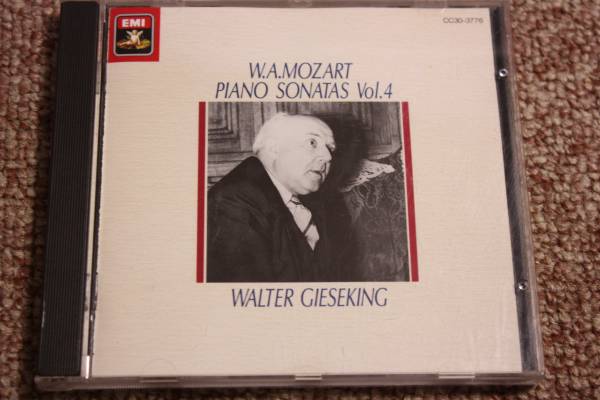 EMI
CC30-3776
W.A.MOZART
PIANO SONATAS Vol.4
WALTER GIESEKING